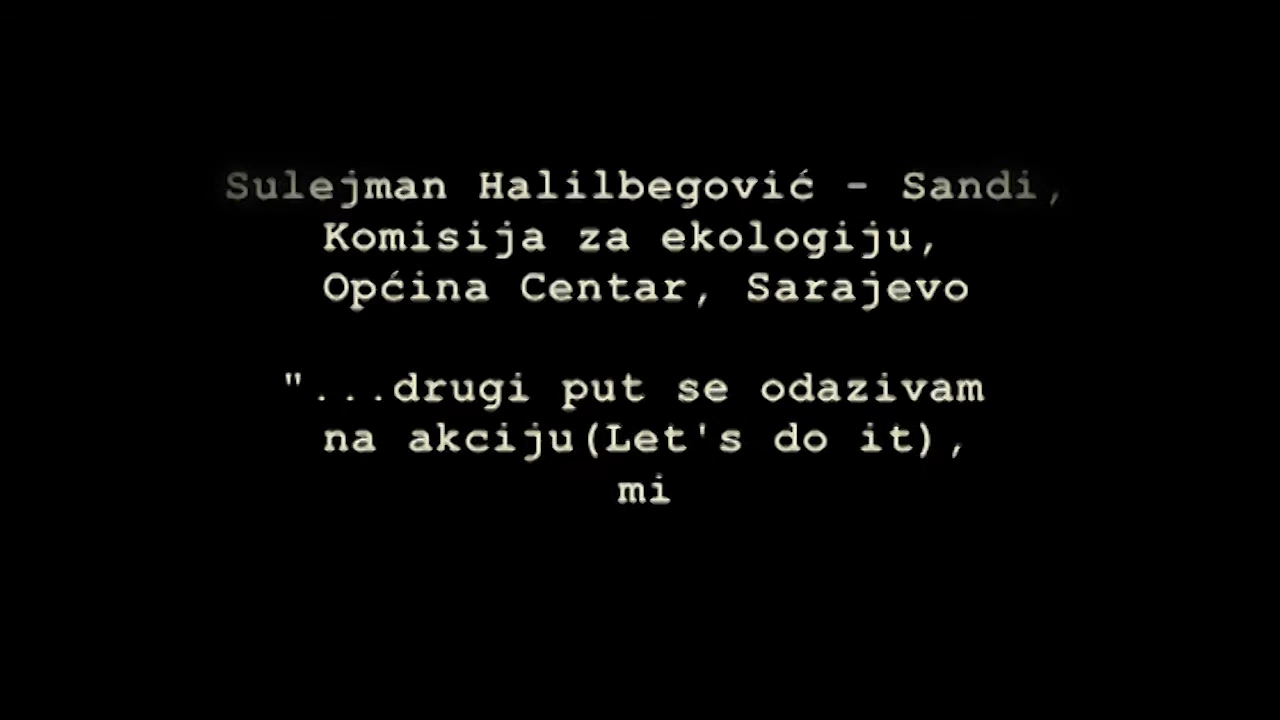 Sulejman Halilbegović - Sandi,
Komisija za ekologiju,
Općina Centar, Sarajevo
"...drugi put se odazivam
na akciju(Let's do it),
mi